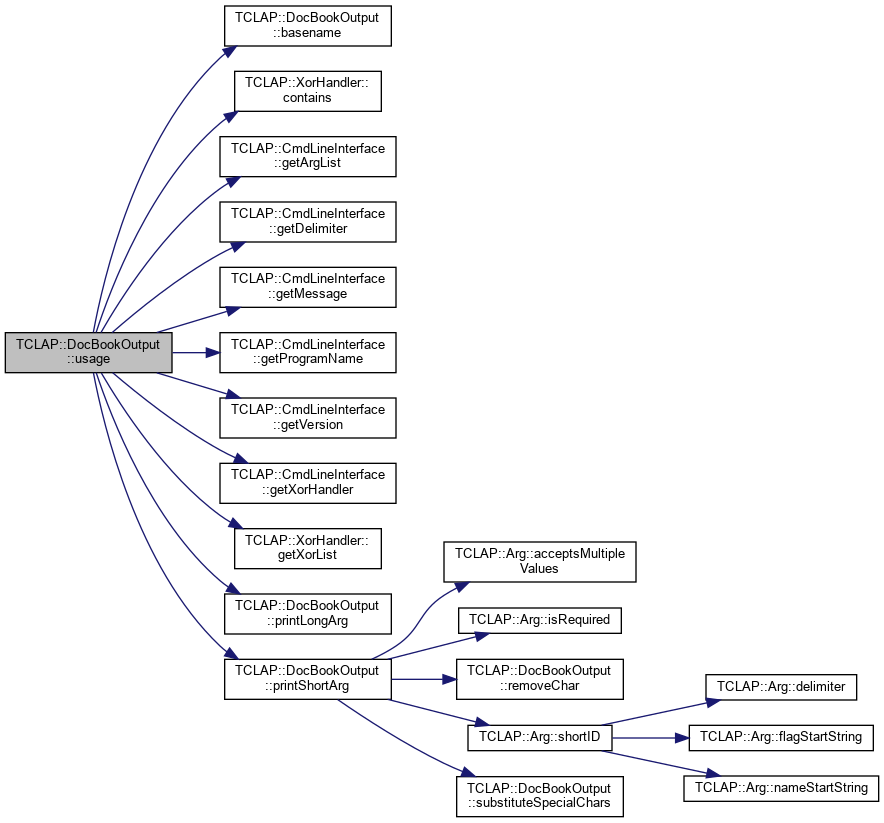 TCLAP::DocBookOutput
::usage
TCLAP::DocBookOutput
::basename
TCLAP::XorHandler::
contains
TCLAP::CmdLineInterface
::getArgList
TCLAP::CmdLineInterface
::getDelimiter
TCLAP::CmdLineInterface
::getMessage
TCLAP::CmdLineInterface
::getProgramName
TCLAP::CmdLineInterface
::getVersion
TCLAP::CmdLineInterface
::getXorHandler
TCLAP::XorHandler::
getXorList
TCLAP::DocBookOutput
::printLongArg
TCLAP::DocBookOutput
::printShortArg
TCLAP::Arg::acceptsMultiple
Values
TCLAP::Arg::isRequired
TCLAP::DocBookOutput
::removeChar
TCLAP::Arg::shortID
TCLAP::DocBookOutput
::substituteSpecialChars
TCLAP::Arg::delimiter
TCLAP::Arg::flagStartString
TCLAP::Arg::nameStartString